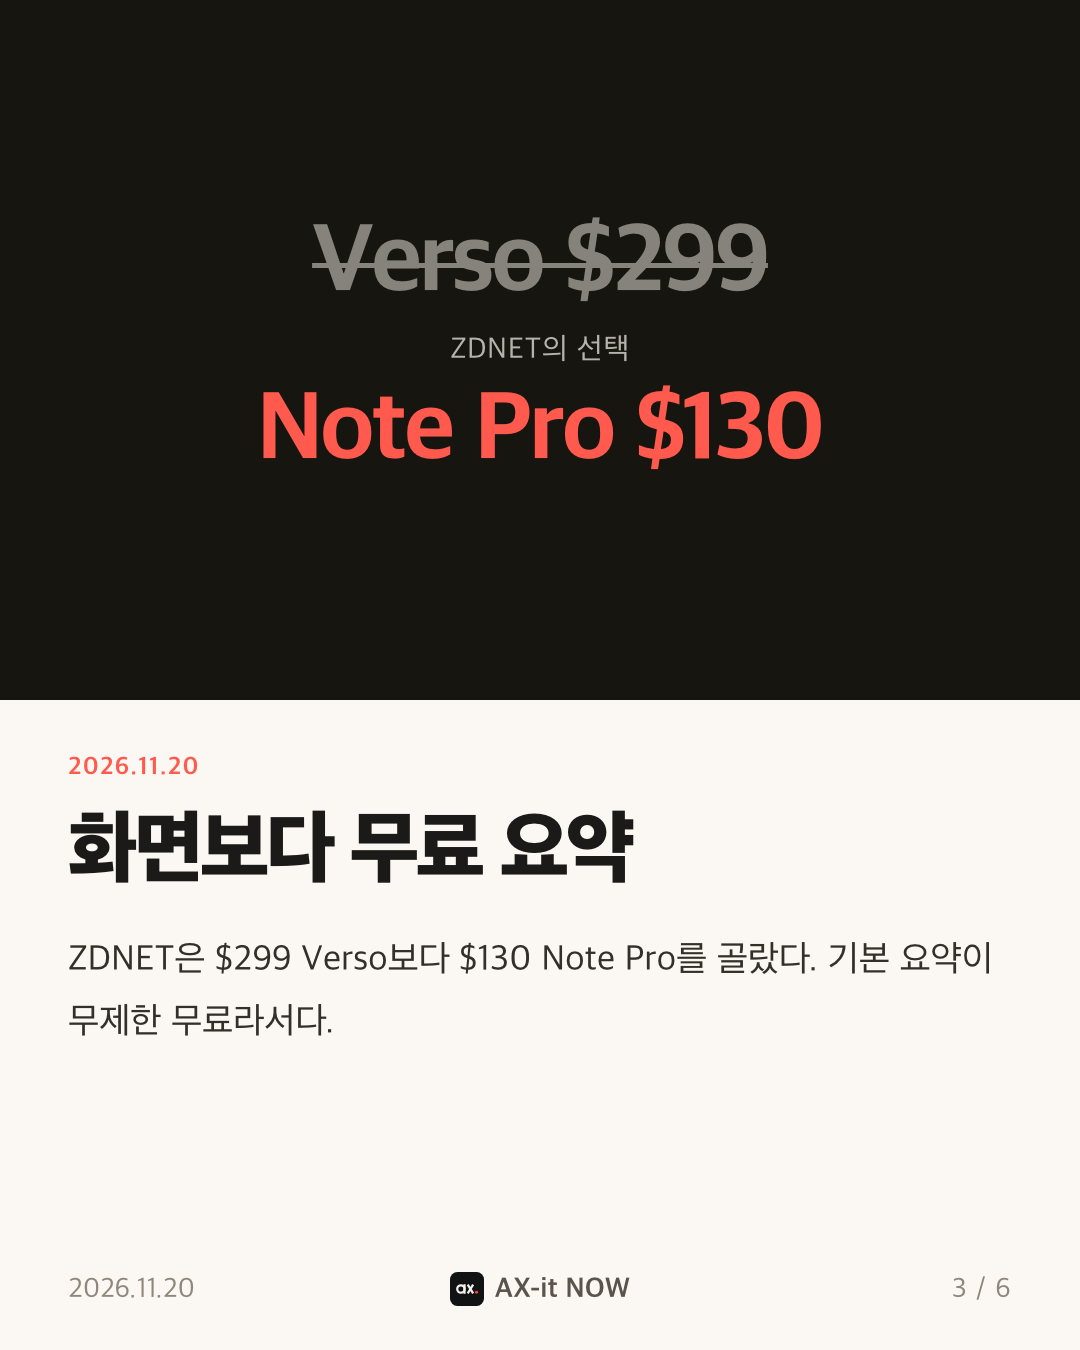 Verso $299
ZDNET의 선택
Note Pro $130
2026.11.20
화면보다 무료 요약
ZDNET은 $299 Verso보다 $130 Note Pro를 골랐다. 기본 요약이
무제한 무료라서다.
2026.11.20
ax. AX-it NOW
3 / 6